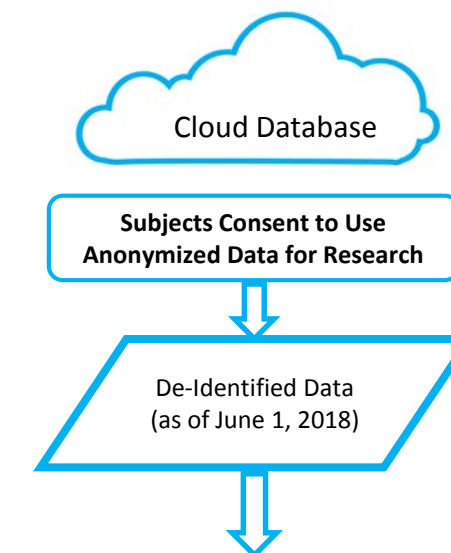 Cloud Database
Subjects Consent to Use
Anonymized Data for Research
De-Identified Data
(as of June 1, 2018)